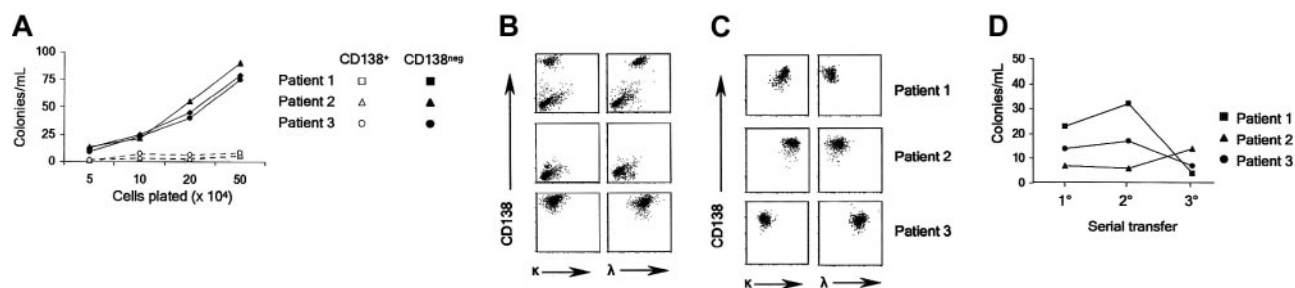 A
Colonies/mL
100
75
50
25
0
5
10
20
50
Cells plated (x 10⁴)
CD138⁺
CD138ⁿᵉᵍ
Patient 1
Patient 2
Patient 3
B
CD138
κ
λ
C
CD138
κ
λ
Patient 1
Patient 2
Patient 3
D
Colonies/mL
50
40
30
20
10
0
1°
2°
3°
Serial transfer
Patient 1
Patient 2
Patient 3